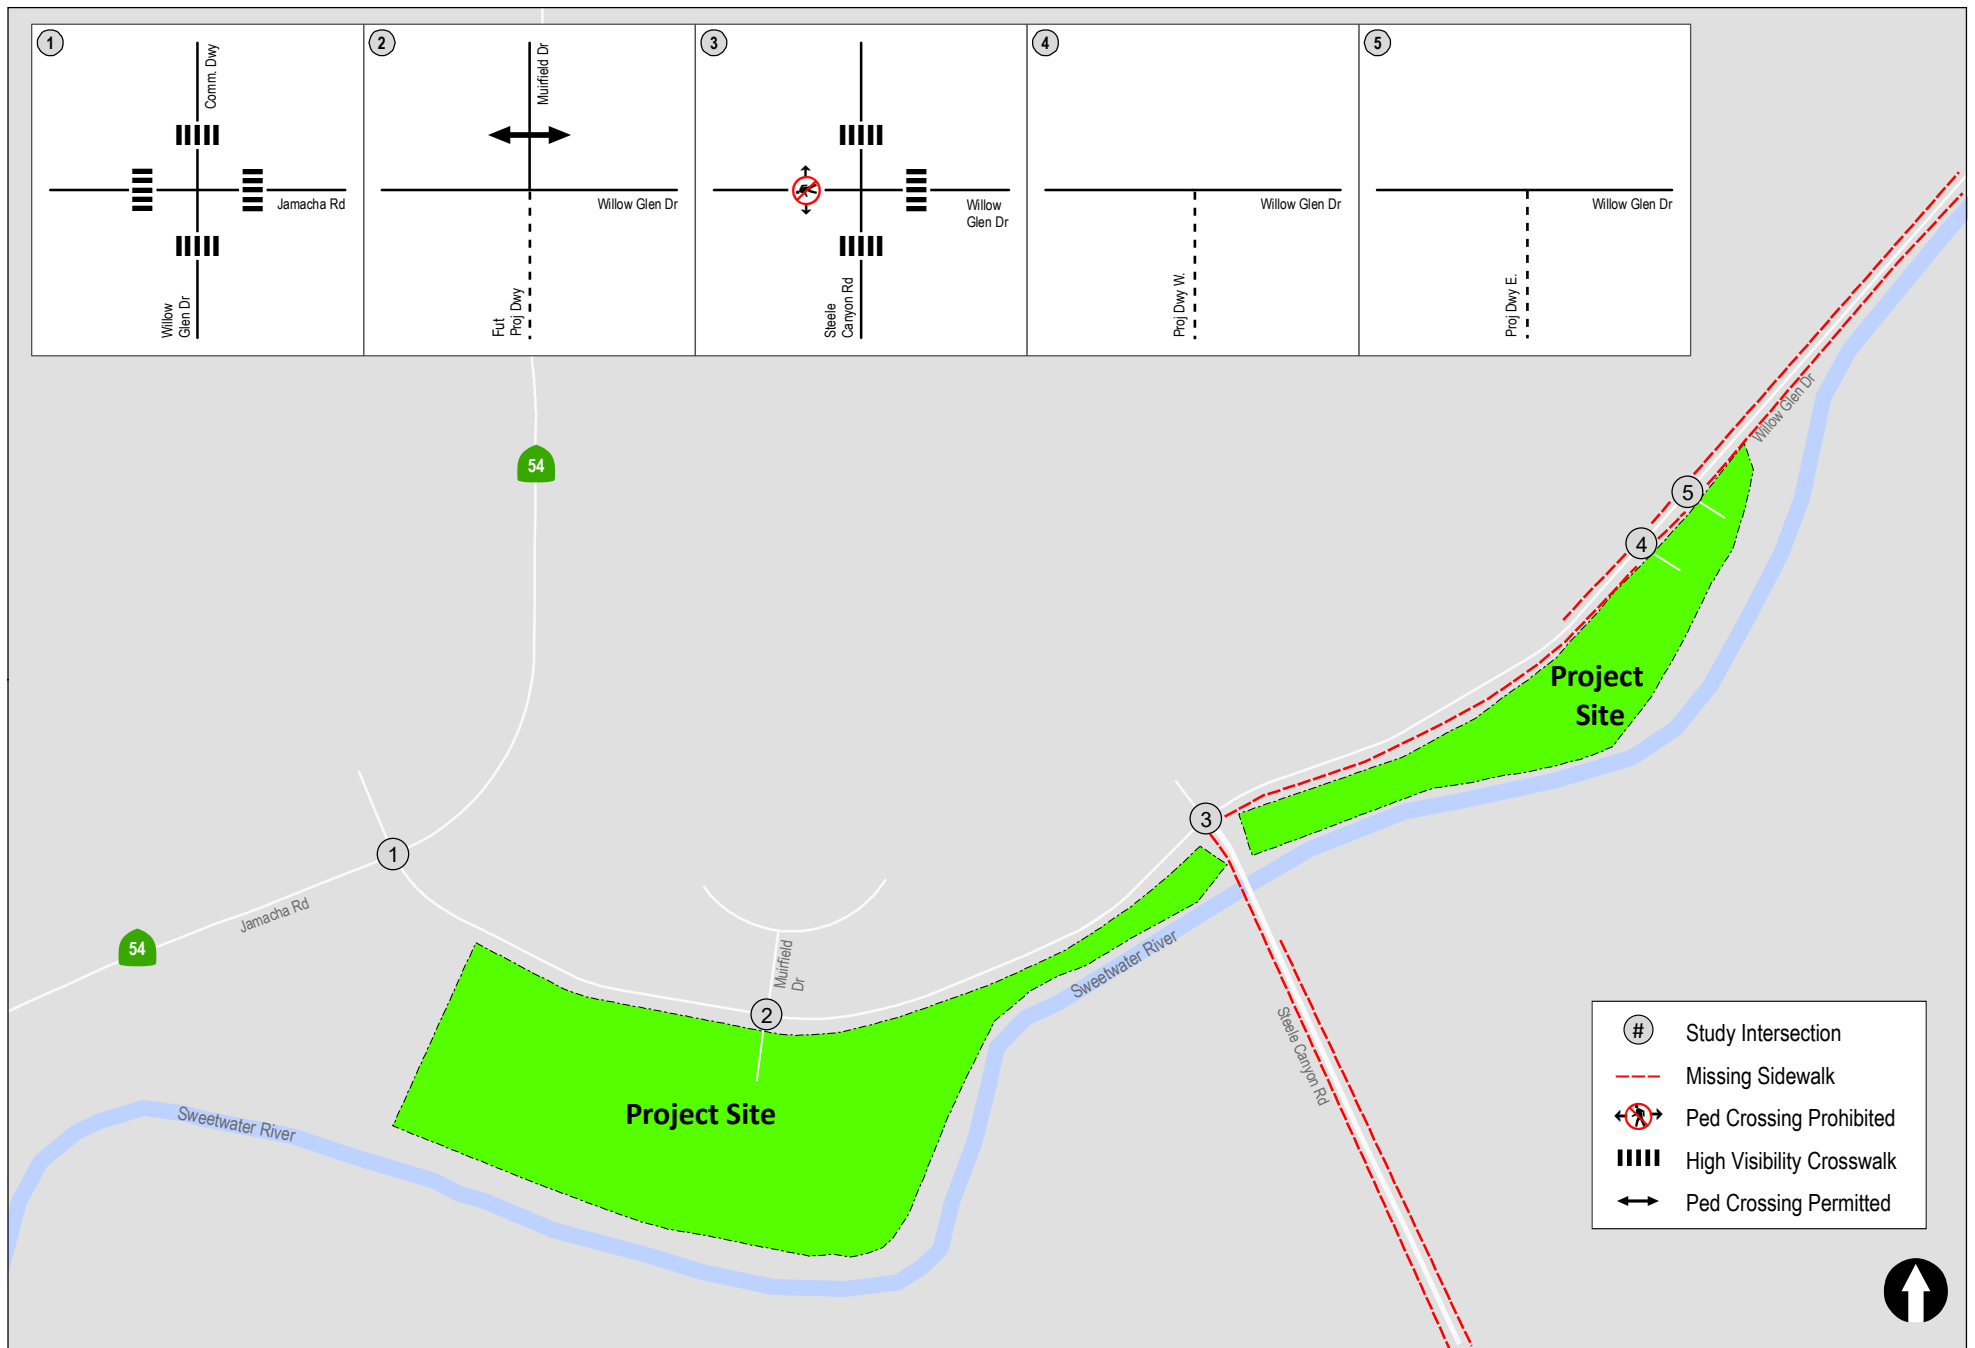 1
Comm. Dwy
Jamacha Rd
Willow
Glen Dr
2
Muirfield Dr
Willow Glen Dr
Fut
Proj Dwy
3
Willow
Glen Dr
Steele
Canyon Rd
4
Willow Glen Dr
Proj Dwy W.
5
Willow Glen Dr
Proj Dwy E.
Willow Glen Dr
54
5
4
Project
Site
3
1
Jamacha Rd
54
Muirfield
Dr
2
Sweetwater River
Steele Canyon Rd
Project Site
Sweetwater River
# Study Intersection
Missing Sidewalk
Ped Crossing Prohibited
High Visibility Crosswalk
Ped Crossing Permitted